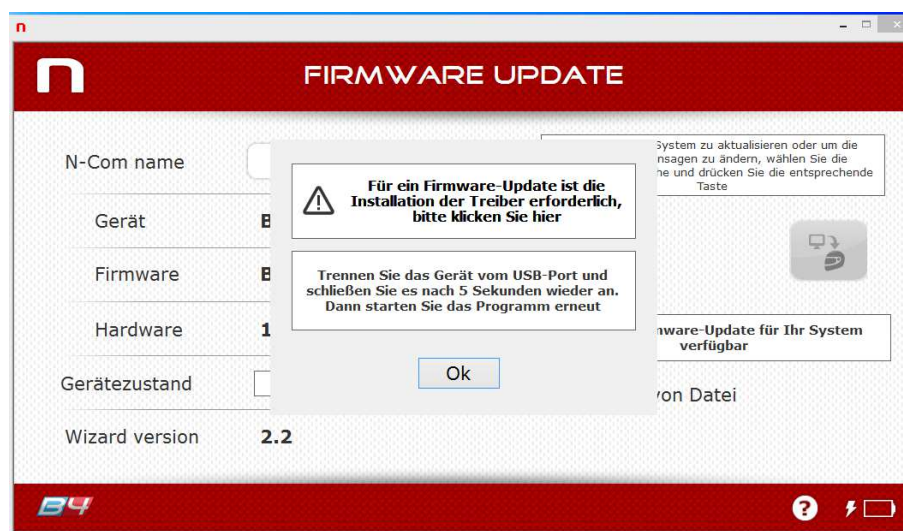 n
n
FIRMWARE UPDATE
N-Com name
System zu aktualisieren oder um die
nsagen zu ändern, wählen Sie die
he und drücken Sie die entsprechende
Taste
Für ein Firmware-Update ist die
Installation der Treiber erforderlich,
bitte klicken Sie hier
Gerät B
Firmware B
Trennen Sie das Gerät vom USB-Port und
schließen Sie es nach 5 Sekunden wieder an.
Dann starten Sie das Programm erneut
Hardware 1
ware-Update für Ihr System
verfügbar
Ok
Gerätezustand
von Datei
Wizard version 2.2
B4
?